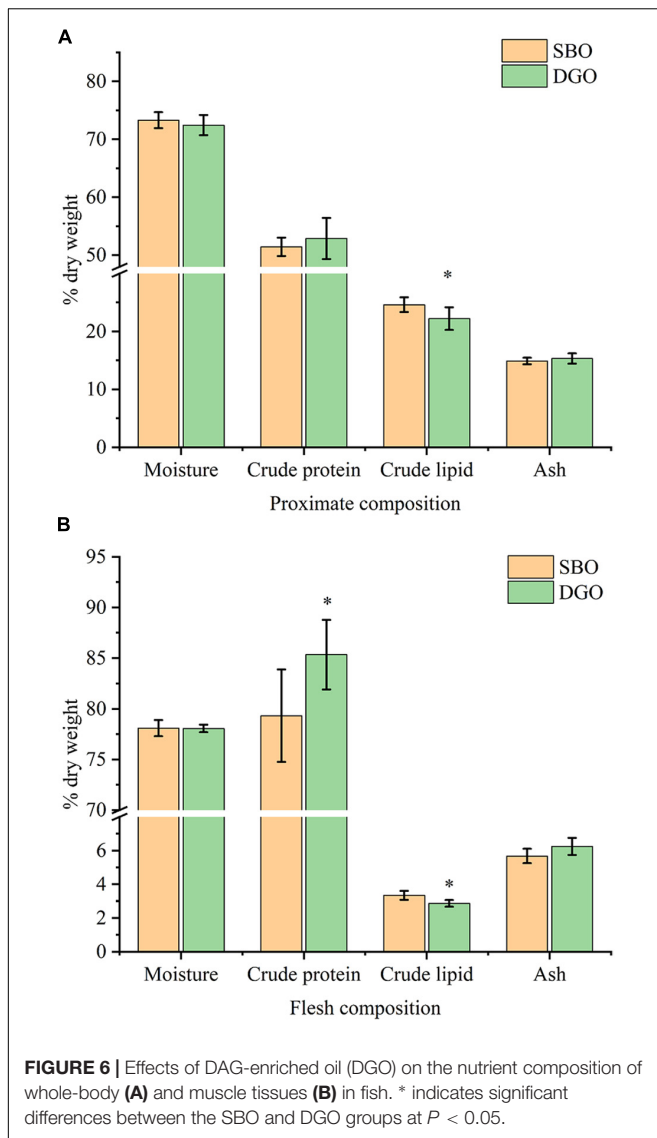 A
SBO
DGO
80
70
60
50
20
10
0
% dry weight
*
Moisture Crude protein Crude lipid Ash
Proximate composition
B
SBO
DGO
95
90
85
80
75
70
6
4
2
0
% dry weight
*
*
Moisture Crude protein Crude lipid Ash
Flesh composition
FIGURE 6 | Effects of DAG-enriched oil (DGO) on the nutrient composition of
whole-body (A) and muscle tissues (B) in fish. * indicates significant
differences between the SBO and DGO groups at P < 0.05.